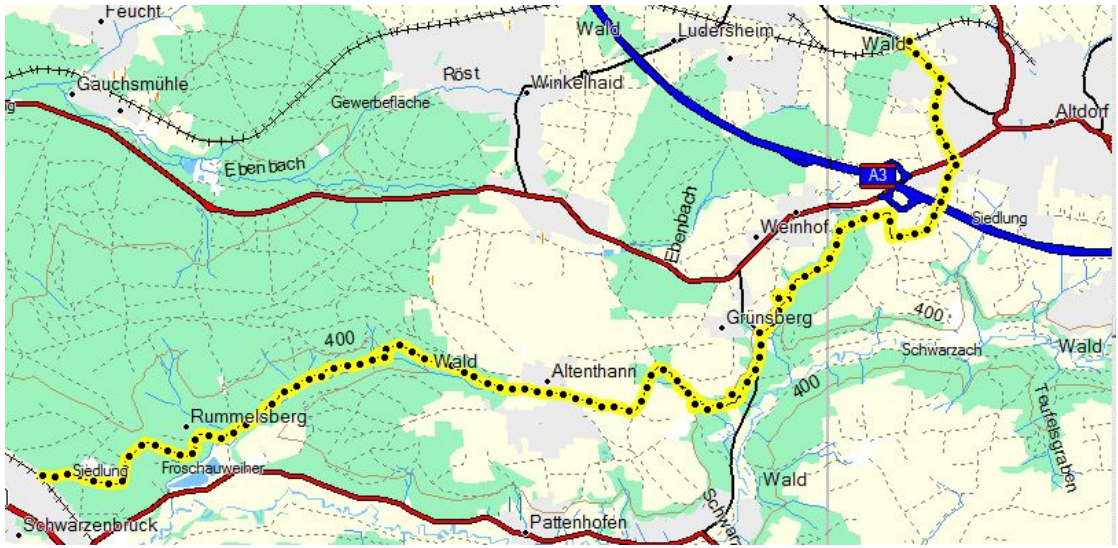 Feucht
Wald
Ludersheim
Wald
Gauchsmühle
Röst
Winkelhaid
Gewerbefläche
Altdorf
Ebenbach
A3
Ebenbach
Siedlung
Weinhof
400
Grünsberg
400
Schwarzach
Wald
Wald
Altenthann
400
Teufelsgraben
Rummelsberg
Siedlung
Froschauweiher
Wald
Schwarzenbruck
Pattenhofen
Schwarz